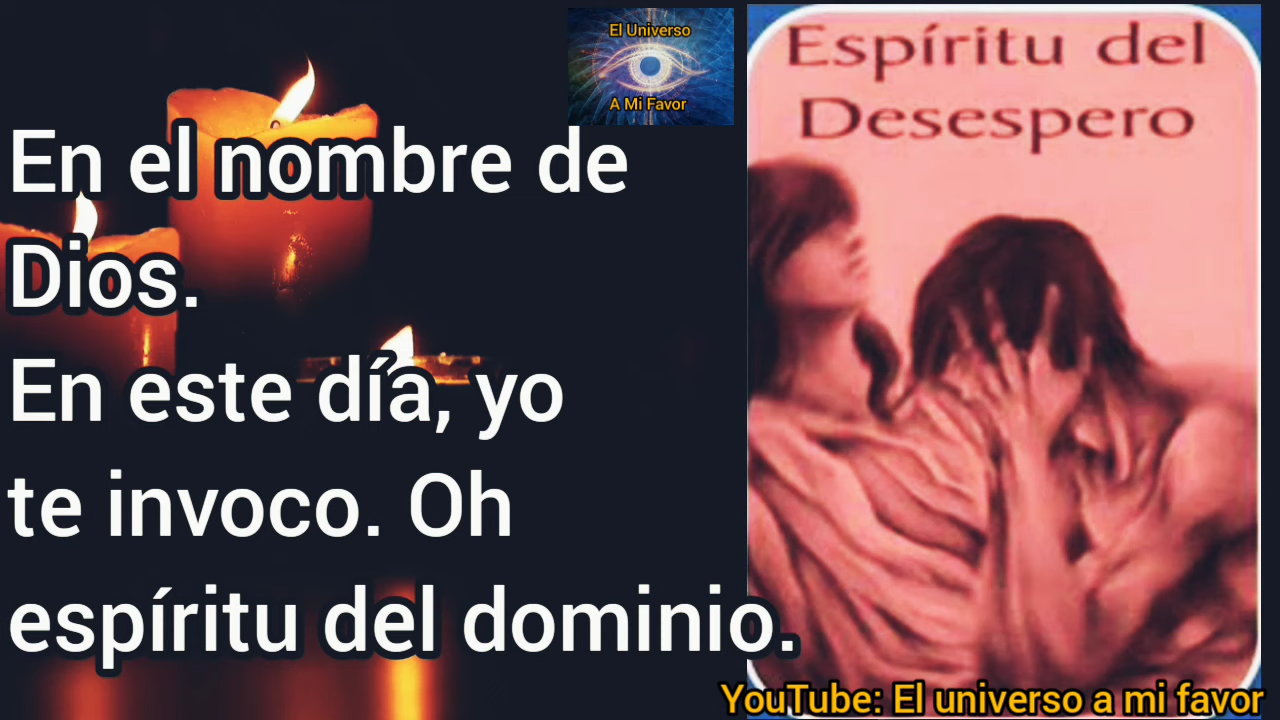 En el nombre de
Dios.
En este día, yo
te invoco. Oh
espíritu del dominio.
El Universo
A Mi Favor
Espíritu del
Desespero
YouTube: El universo a mi favor